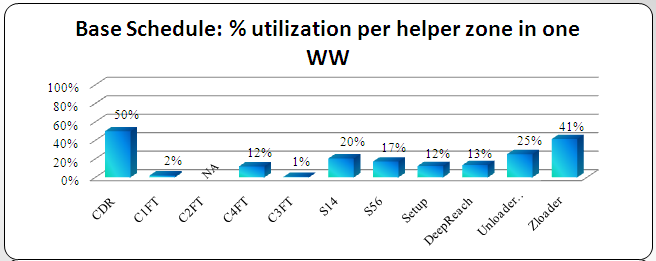 Base Schedule: % utilization per helper zone in one
WW
100%
80%
60%
40%
20%
0%
50%
2%
NA
12%
1%
20%
17%
12%
13%
25%
41%
CDR
C1FT
C2FT
C4FT
C3FT
S14
S56
Setup
DeepReach
Unloader..
Zloader